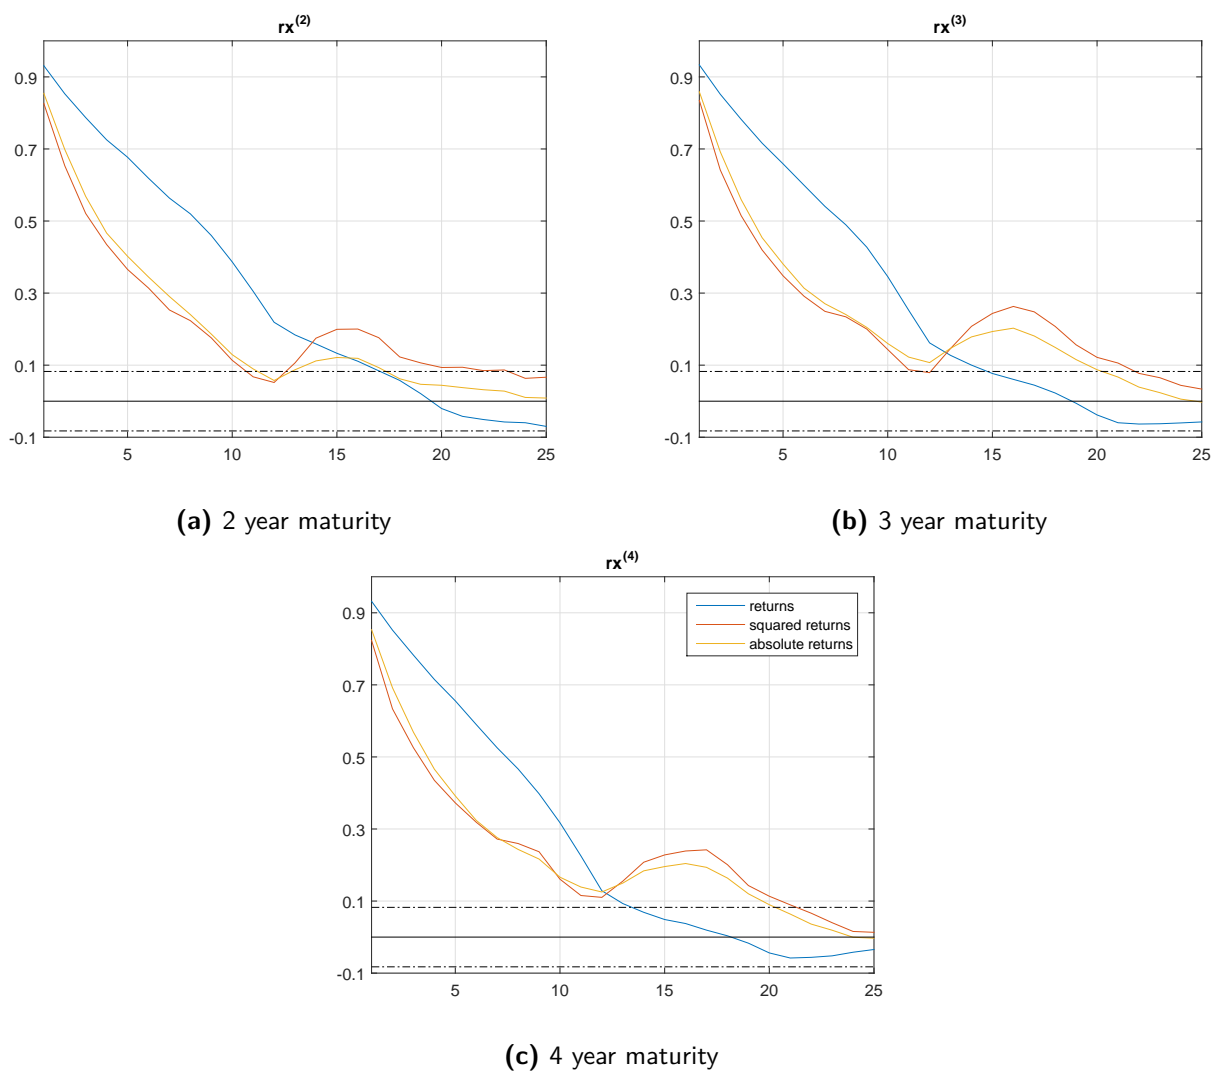 rx(2)
0.9
0.7
0.5
0.3
0.1
-0.1
5 10 15 20 25
(a) 2 year maturity
rx(3)
0.9
0.7
0.5
0.3
0.1
-0.1
5 10 15 20 25
(b) 3 year maturity
rx(4)
returns
squared returns
absolute returns
0.9
0.7
0.5
0.3
0.1
-0.1
5 10 15 20 25
(c) 4 year maturity